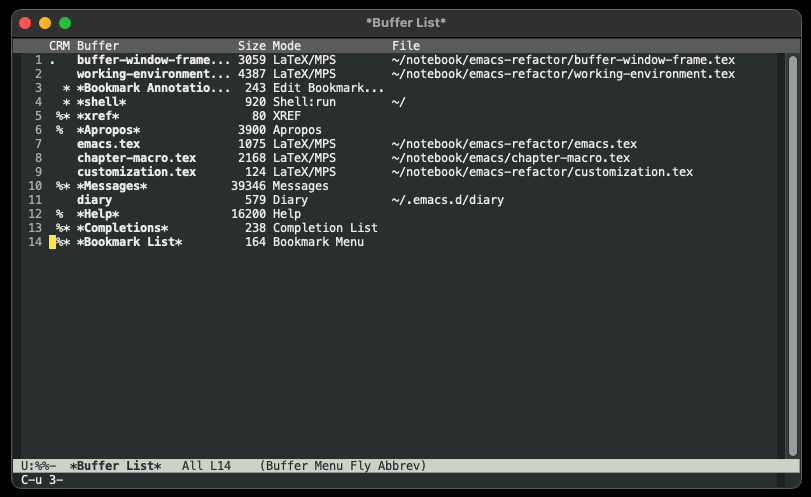 *Buffer List*
CRM Buffer Size Mode File
1 . buffer-window-frame... 3059 LaTeX/MPS ~/notebook/emacs-refactor/buffer-window-frame.tex
2 working-environment... 4387 LaTeX/MPS ~/notebook/emacs-refactor/working-environment.tex
3 * *Bookmark Annotatio... 243 Edit Bookmark...
4 * *shell* 920 Shell:run ~/
5 %* *xref* 80 XREF
6 % *Apropos* 3900 Apropos
7 emacs.tex 1075 LaTeX/MPS ~/notebook/emacs-refactor/emacs.tex
8 chapter-macro.tex 2168 LaTeX/MPS ~/notebook/emacs/chapter-macro.tex
9 customization.tex 124 LaTeX/MPS ~/notebook/emacs-refactor/customization.tex
10 %* *Messages* 39346 Messages
11 diary 579 Diary ~/.emacs.d/diary
12 % *Help* 16200 Help
13 %* *Completions* 238 Completion List
14 %* *Bookmark List* 164 Bookmark Menu
U:%%- *Buffer List* All L14 (Buffer Menu Fly Abbrev)
C-u 3-